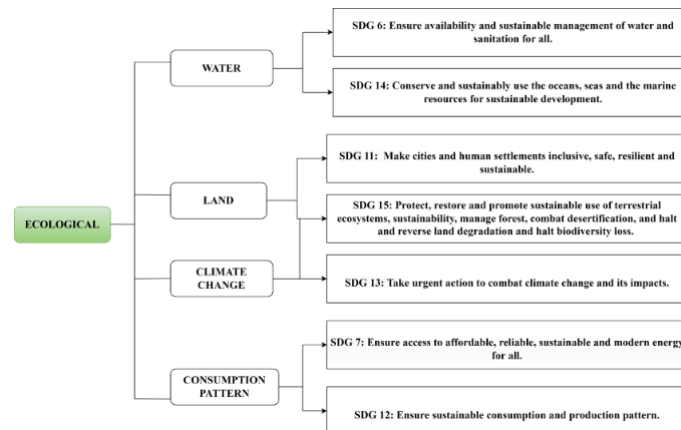 SDG 6: Ensure availability and sustainable management of water and
sanitation for all.
WATER
SDG 14: Conserve and sustainably use the oceans, seas and the marine
resources for sustainable development.
SDG 11: Make cities and human settlements inclusive, safe, resilient and
sustainable.
LAND
SDG 15: Protect, restore and promote sustainable use of terrestrial
ecosystems, sustainability, manage forest, combat desertification, and halt
and reverse land degradation and halt biodiversity loss.
ECOLOGICAL
CLIMATE
CHANGE
SDG 13: Take urgent action to combat climate change and its impacts.
SDG 7: Ensure access to affordable, reliable, sustainable and modern energy
for all.
CONSUMPTION
PATTERN
SDG 12: Ensure sustainable consumption and production pattern.